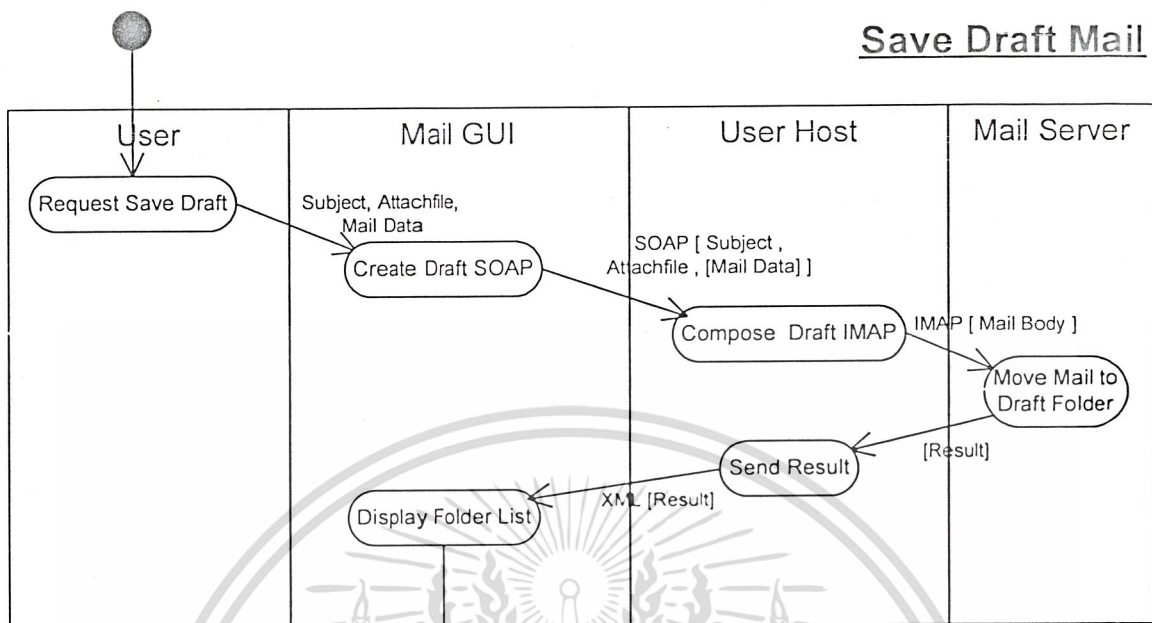 Save Draft Mail
User
Mail GUI
User Host
Mail Server
Request Save Draft
Subject, Attachfile,
Mail Data
Create Draft SOAP
SOAP [ Subject ,
Attachfile , [Mail Data] ]
Compose Draft IMAP
IMAP [ Mail Body ]
Move Mail to
Draft Folder
[Result]
Send Result
XML [Result]
Display Folder List